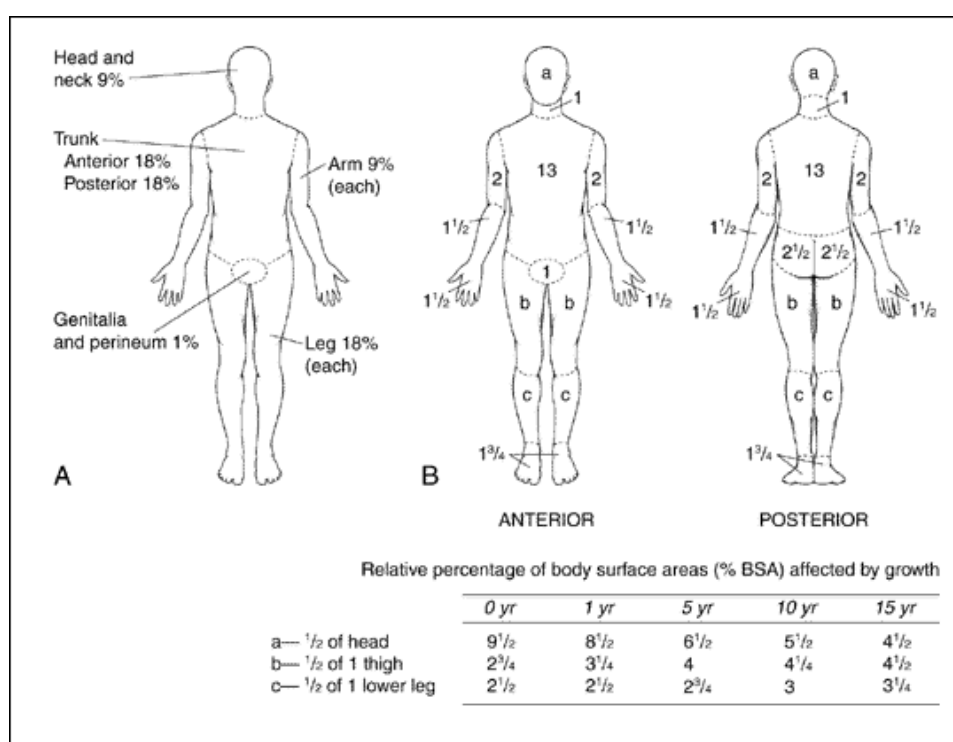 Head and
neck 9%
Trunk
Anterior 18%
Posterior 18%
Arm 9%
(each)
Genitalia
and perineum 1%
Leg 18%
(each)
A
a
1
13
2
2
1½
1½
1
1½
1½
b
b
c
c
1¾
B
ANTERIOR
a
1
13
2
2
1½
1½
2½
2½
1½
1½
b
b
c
c
1¾
POSTERIOR
Relative percentage of body surface areas (% BSA) affected by growth
0 yr 1 yr 5 yr 10 yr 15 yr
a— ½ of head 9½ 8½ 6½ 5½ 4½
b— ½ of 1 thigh 2¾ 3¼ 4 4¼ 4½
c— ½ of 1 lower leg 2½ 2½ 2¾ 3 3¼